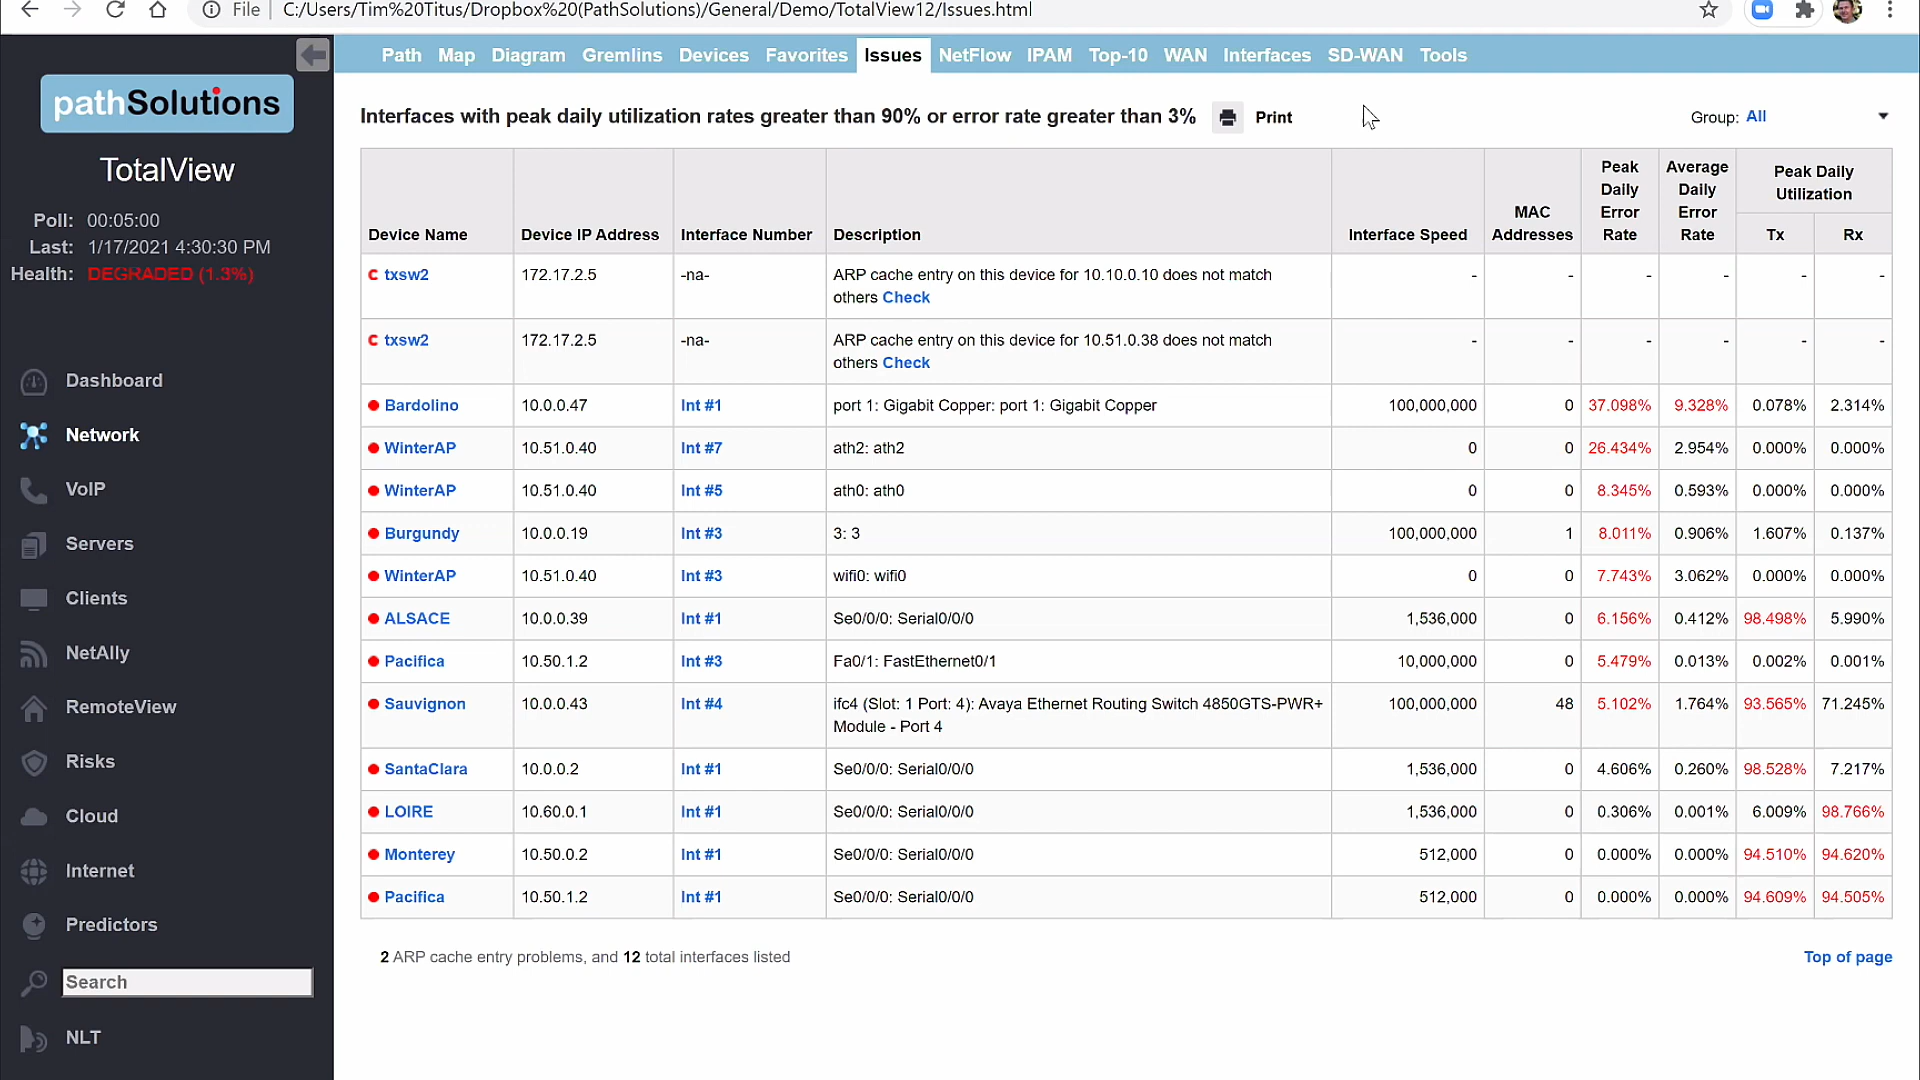 File C:/Users/Tim%20Titus/Dropbox%20(PathSolutions)/General/Demo/TotalView12/Issues.html
Path Map Diagram Gremlins Devices Favorites Issues NetFlow IPAM Top-10 WAN Interfaces SD-WAN Tools
pathSolutions
TotalView
Poll: 00:05:00
Last: 1/17/2021 4:30:30 PM
Health: DEGRADED (1.3%)
Dashboard
Network
VoIP
Servers
Clients
NetAlly
RemoteView
Risks
Cloud
Internet
Predictors
Search
NLT
Interfaces with peak daily utilization rates greater than 90% or error rate greater than 3% Print Group: All
Device Name Device IP Address Interface Number Description Interface Speed MAC Addresses Peak Daily Error Rate Average Daily Error Rate Peak Daily Utilization Tx Rx
C txsw2 172.17.2.5 -na- ARP cache entry on this device for 10.10.0.10 does not match - - - - - -
others Check
C txsw2 172.17.2.5 -na- ARP cache entry on this device for 10.51.0.38 does not match - - - - - -
others Check
Bardolino 10.0.0.47 Int #1 port 1: Gigabit Copper: port 1: Gigabit Copper 100,000,000 0 37.098% 9.328% 0.078% 2.314%
WinterAP 10.51.0.40 Int #7 ath2: ath2 0 0 26.434% 2.954% 0.000% 0.000%
WinterAP 10.51.0.40 Int #5 ath0: ath0 0 0 8.345% 0.593% 0.000% 0.000%
Burgundy 10.0.0.19 Int #3 3: 3 100,000,000 1 8.011% 0.906% 1.607% 0.137%
WinterAP 10.51.0.40 Int #3 wifi0: wifi0 0 0 7.743% 3.062% 0.000% 0.000%
ALSACE 10.0.0.39 Int #1 Se0/0/0: Serial0/0/0 1,536,000 0 6.156% 0.412% 98.498% 5.990%
Pacifica 10.50.1.2 Int #3 Fa0/1: FastEthernet0/1 10,000,000 0 5.479% 0.013% 0.002% 0.001%
Sauvignon 10.0.0.43 Int #4 ifc4 (Slot: 1 Port: 4): Avaya Ethernet Routing Switch 4850GTS-PWR+ 100,000,000 48 5.102% 1.764% 93.565% 71.245%
Module - Port 4
SantaClara 10.0.0.2 Int #1 Se0/0/0: Serial0/0/0 1,536,000 0 4.606% 0.260% 98.528% 7.217%
LOIRE 10.60.0.1 Int #1 Se0/0/0: Serial0/0/0 1,536,000 0 0.306% 0.001% 6.009% 98.766%
Monterey 10.50.0.2 Int #1 Se0/0/0: Serial0/0/0 512,000 0 0.000% 0.000% 94.510% 94.620%
Pacifica 10.50.1.2 Int #1 Se0/0/0: Serial0/0/0 512,000 0 0.000% 0.000% 94.609% 94.505%
2 ARP cache entry problems, and 12 total interfaces listed Top of page